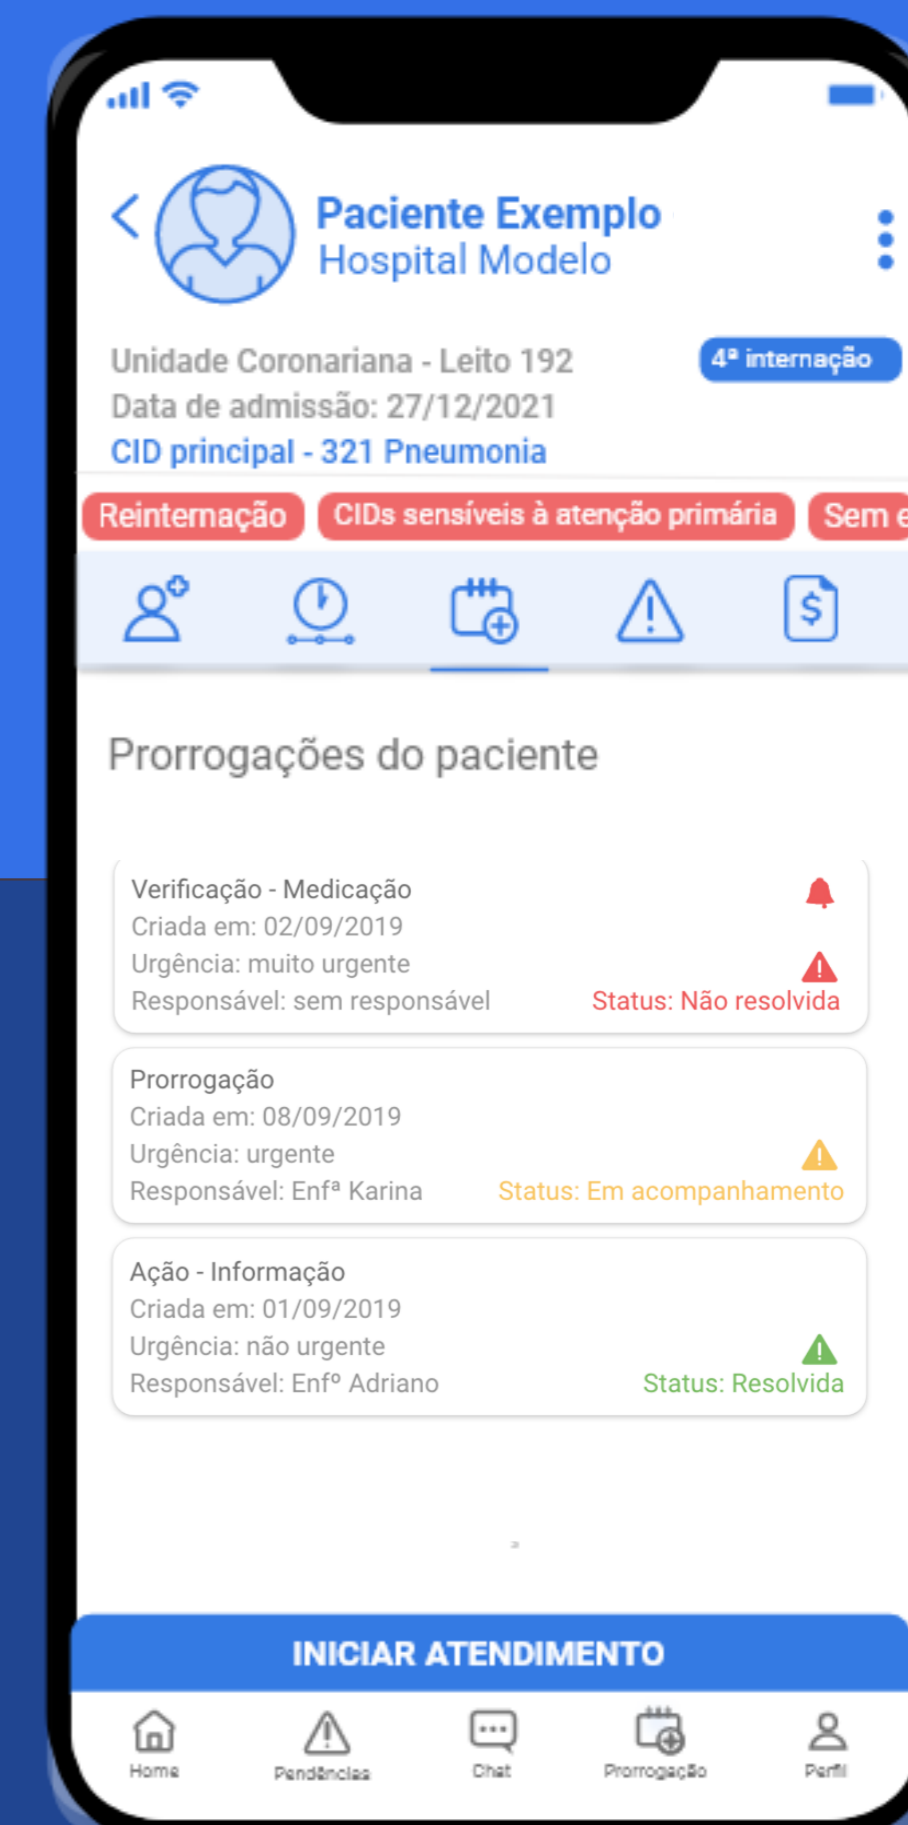 Paciente Exemplo
Hospital Modelo
Unidade Coronariana - Leito 192
4ª internação
Data de admissão: 27/12/2021
CID principal - 321 Pneumonia
Reinternação CIDs sensíveis à atenção primária Sem e
Prorrogações do paciente
Verificação - Medicação
Criada em: 02/09/2019
Urgência: muito urgente
Responsável: sem responsável Status: Não resolvida
Prorrogação
Criada em: 08/09/2019
Urgência: urgente
Responsável: Enfª Karina Status: Em acompanhamento
Ação - Informação
Criada em: 01/09/2019
Urgência: não urgente
Responsável: Enfº Adriano Status: Resolvida
INICIAR ATENDIMENTO
Home Pendências Chat Prorrogação Perfil